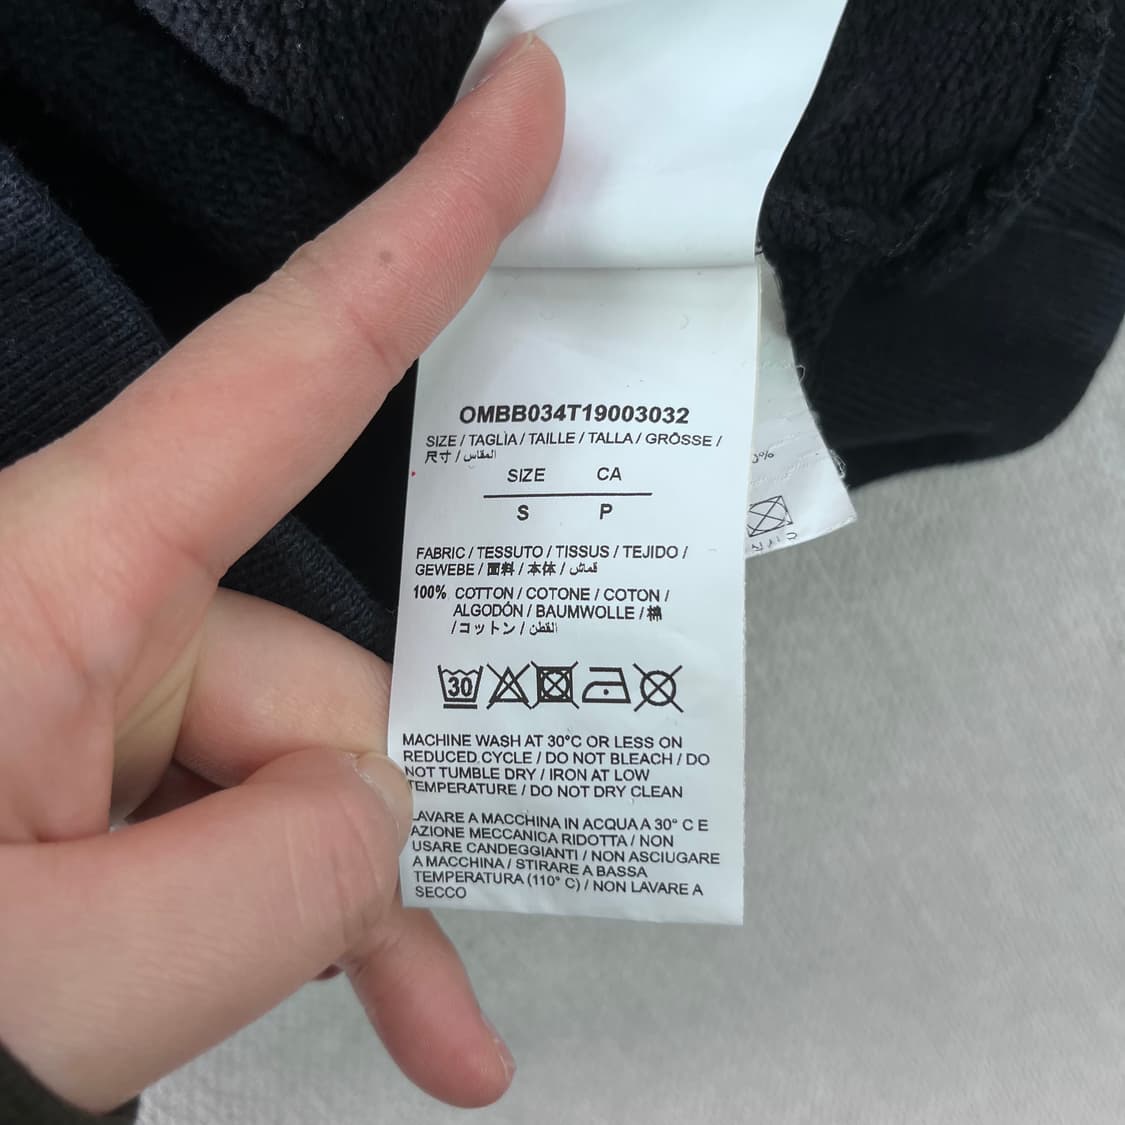 OMBB034T19003032
SIZE / TAGLIA / TAILLE / TALLA / GRÖSSE /
尺寸 / المقاس
SIZE CA
S P
FABRIC / TESSUTO / TISSUS / TEJIDO /
GEWEBE / 面料 / 本体 / قماش
100% COTTON / COTONE / COTON /
ALGODÓN / BAUMWOLLE / 棉
/ コットン / القطن
30
MACHINE WASH AT 30°C OR LESS ON
REDUCED CYCLE / DO NOT BLEACH / DO
NOT TUMBLE DRY / IRON AT LOW
TEMPERATURE / DO NOT DRY CLEAN
LAVARE A MACCHINA IN ACQUA A 30° C E
AZIONE MECCANICA RIDOTTA / NON
USARE CANDEGGIANTI / NON ASCIUGARE
A MACCHINA / STIRARE A BASSA
TEMPERATURA (110° C) / NON LAVARE A
SECCO